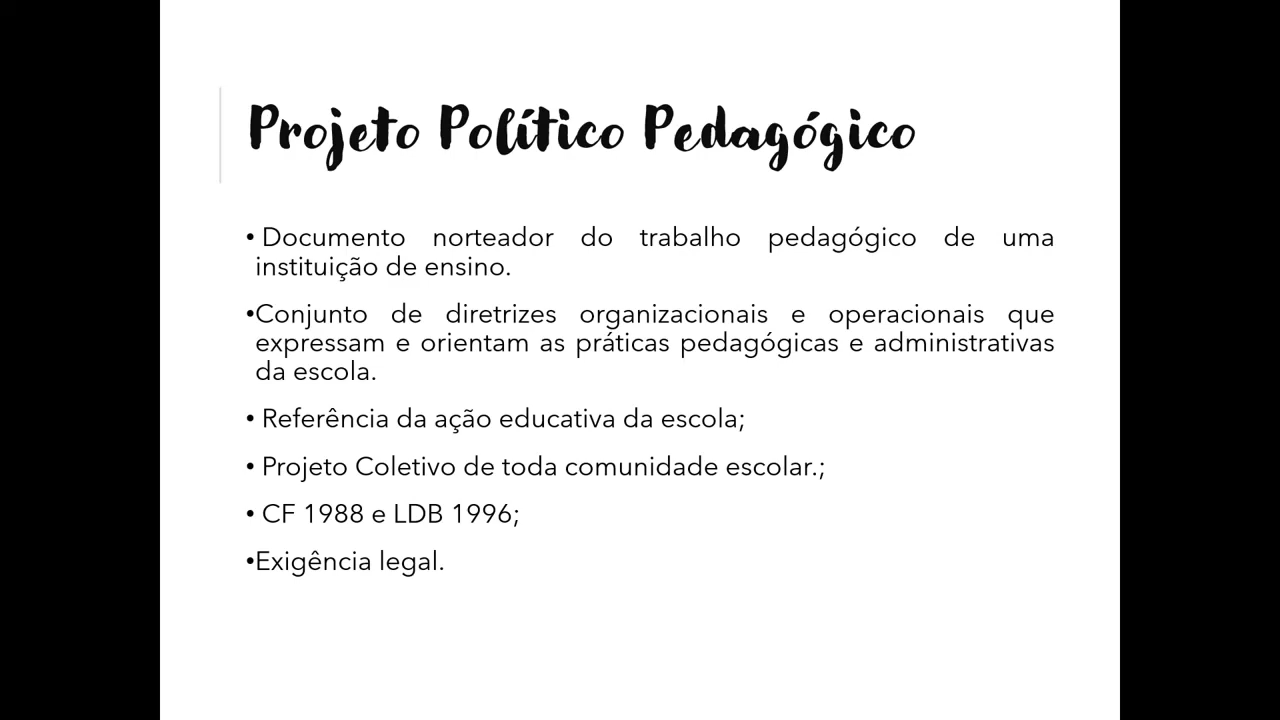 Projeto Político Pedagógico
• Documento norteador do trabalho pedagógico de uma
instituição de ensino.
•Conjunto de diretrizes organizacionais e operacionais que
expressam e orientam as práticas pedagógicas e administrativas
da escola.
• Referência da ação educativa da escola;
• Projeto Coletivo de toda comunidade escolar.;
• CF 1988 e LDB 1996;
•Exigência legal.